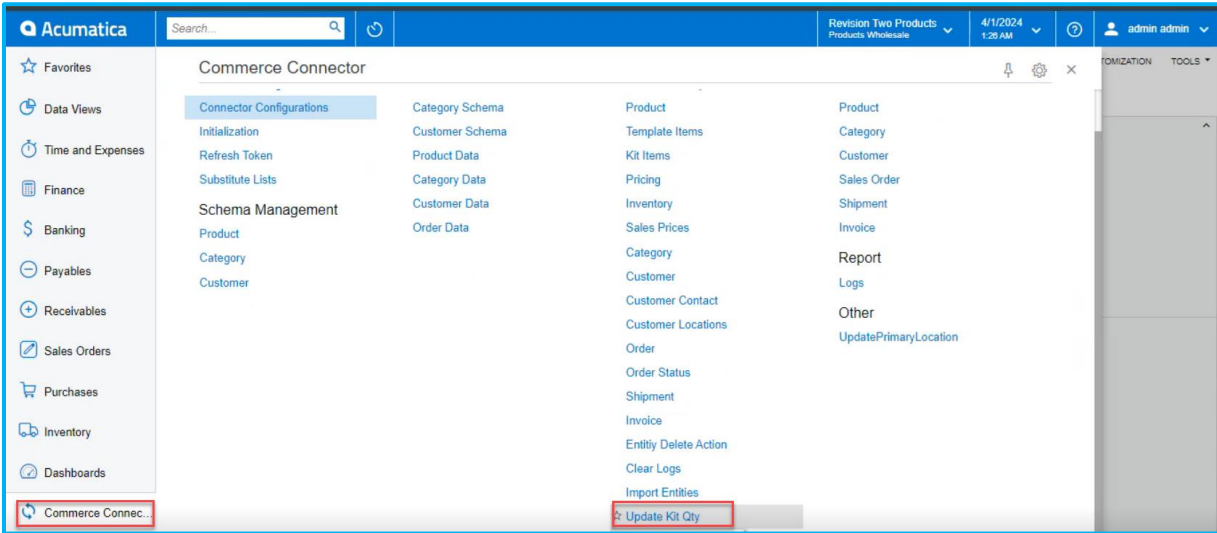 Acumatica
Search...
Revision Two Products
Products Wholesale
4/1/2024
1:26 AM
admin admin
Favorites
Data Views
Time and Expenses
Finance
Banking
Payables
Receivables
Sales Orders
Purchases
Inventory
Dashboards
Commerce Connec...
Commerce Connector
TOMIZATION
TOOLS
Connector Configurations
Initialization
Refresh Token
Substitute Lists
Schema Management
Product
Category
Customer
Category Schema
Customer Schema
Product Data
Category Data
Customer Data
Order Data
Product
Template Items
Kit Items
Pricing
Inventory
Sales Prices
Category
Customer
Customer Contact
Customer Locations
Order
Order Status
Shipment
Invoice
Entitiy Delete Action
Clear Logs
Import Entities
Update Kit Qty
Product
Category
Customer
Sales Order
Shipment
Invoice
Report
Logs
Other
UpdatePrimaryLocation